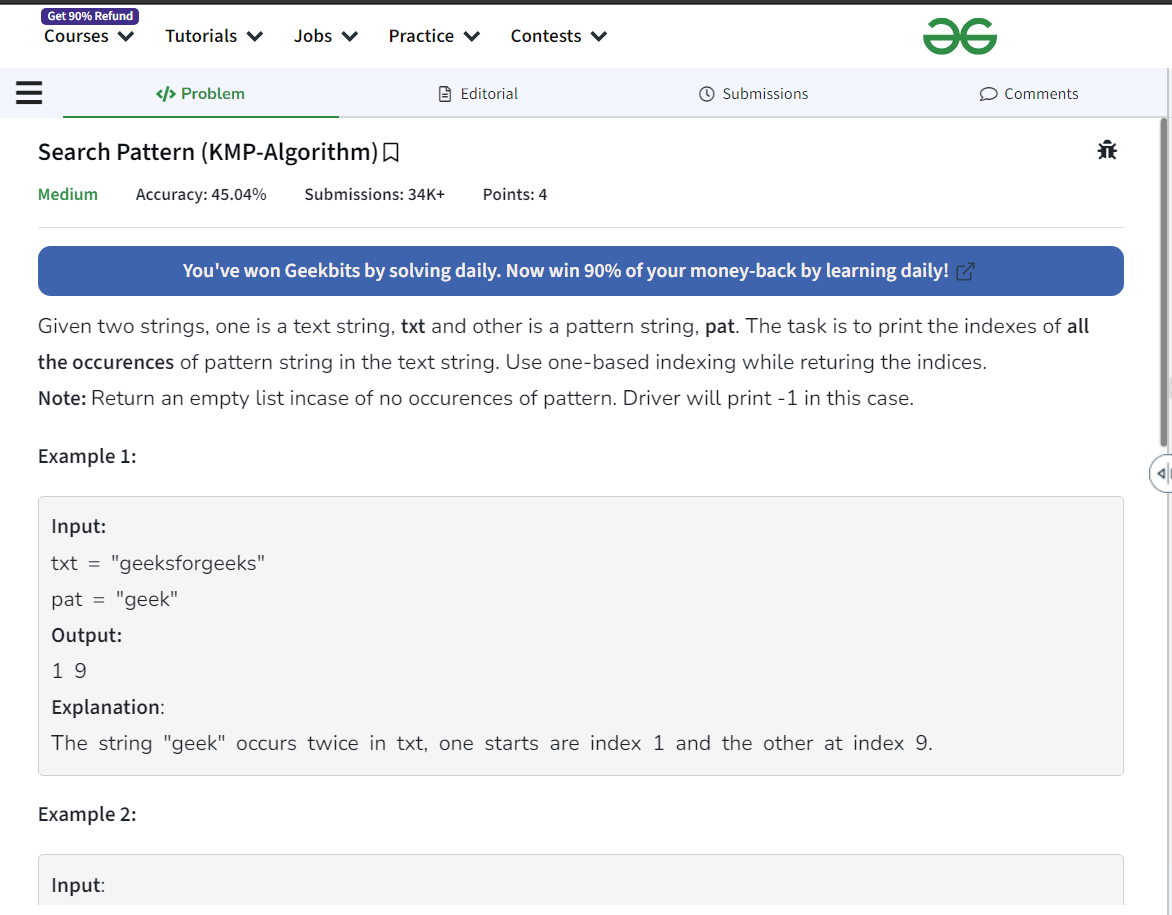 Get 90% Refund
Courses Tutorials Jobs Practice Contests
</> Problem Editorial Submissions Comments
Search Pattern (KMP-Algorithm)
Medium Accuracy: 45.04% Submissions: 34K+ Points: 4
You've won Geekbits by solving daily. Now win 90% of your money-back by learning daily!
Given two strings, one is a text string, txt and other is a pattern string, pat. The task is to print the indexes of all
the occurences of pattern string in the text string. Use one-based indexing while returing the indices.
Note: Return an empty list incase of no occurences of pattern. Driver will print -1 in this case.
Example 1:
Input:
txt = "geeksforgeeks"
pat = "geek"
Output:
1 9
Explanation:
The string "geek" occurs twice in txt, one starts are index 1 and the other at index 9.
Example 2:
Input: